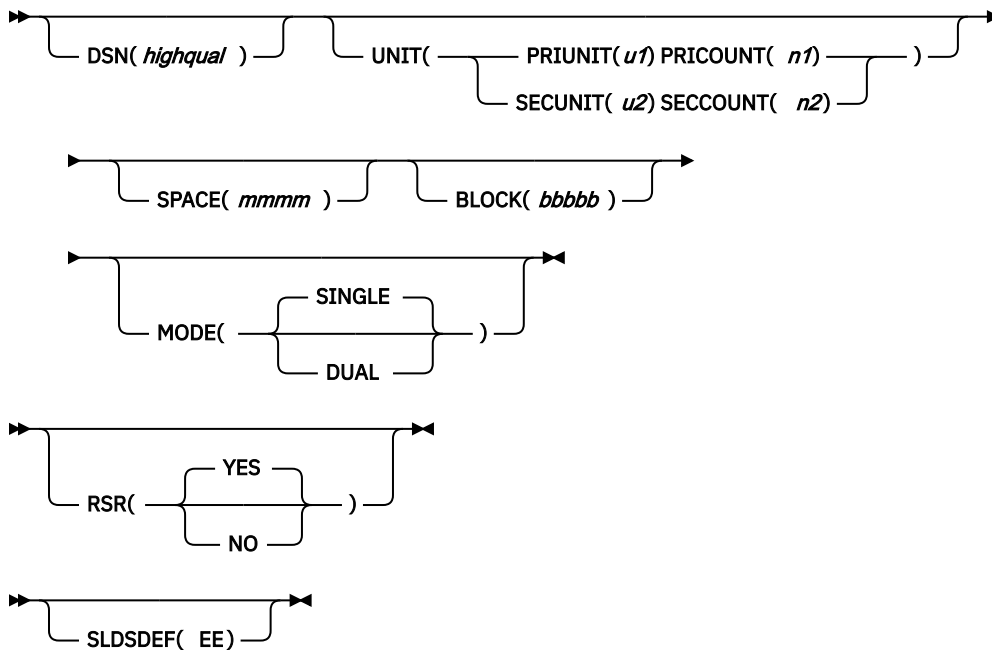 DSN( highqual )
UNIT( PRIUNIT( u1) PRICOUNT( n1) )
SECUNIT( u2) SECCOUNT( n2)
SPACE( mmmm ) BLOCK( bbbbb )
SINGLE
MODE( )
DUAL
YES
RSR( )
NO
SLDSDEF( EE)